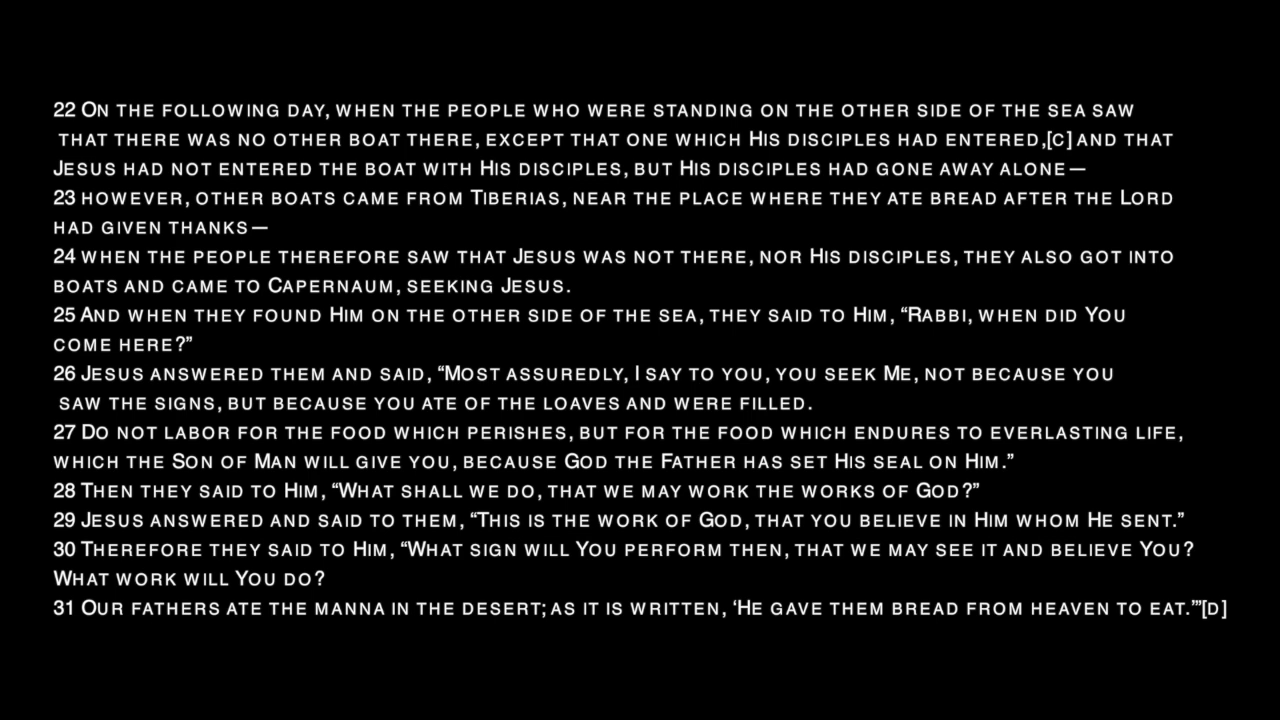 22 On the following day, when the people who were standing on the other side of the sea saw
that there was no other boat there, except that one which His disciples had entered,[c] and that
Jesus had not entered the boat with His disciples, but His disciples had gone away alone—
23 however, other boats came from Tiberias, near the place where they ate bread after the Lord
had given thanks—
24 when the people therefore saw that Jesus was not there, nor His disciples, they also got into
boats and came to Capernaum, seeking Jesus.
25 And when they found Him on the other side of the sea, they said to Him, “Rabbi, when did You
come here?”
26 Jesus answered them and said, “Most assuredly, I say to you, you seek Me, not because you
saw the signs, but because you ate of the loaves and were filled.
27 Do not labor for the food which perishes, but for the food which endures to everlasting life,
which the Son of Man will give you, because God the Father has set His seal on Him.”
28 Then they said to Him, “What shall we do, that we may work the works of God?”
29 Jesus answered and said to them, “This is the work of God, that you believe in Him whom He sent.”
30 Therefore they said to Him, “What sign will You perform then, that we may see it and believe You?
What work will You do?
31 Our fathers ate the manna in the desert; as it is written, ‘He gave them bread from heaven to eat.’”[d]